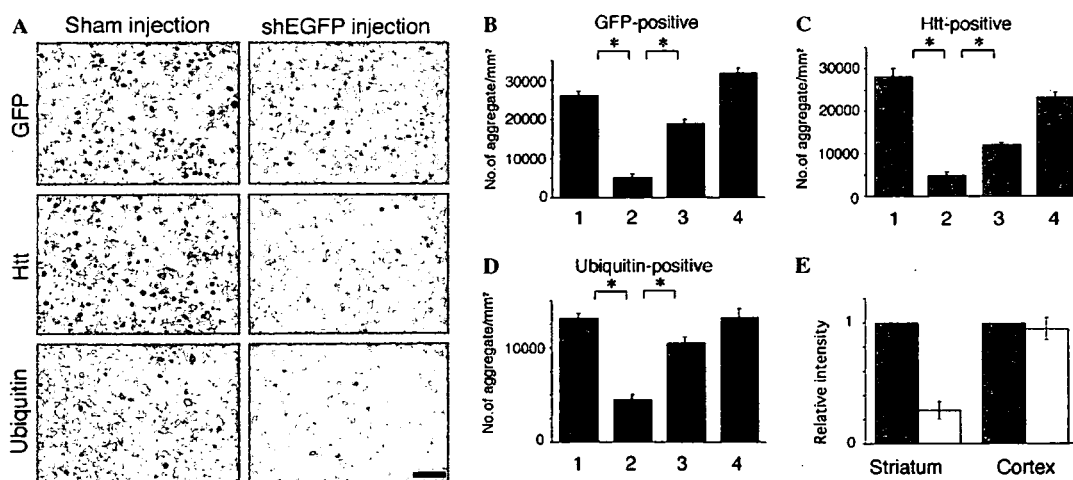 A
Sham injection
shEGFP injection
GFP
Htt
Ubiquitin
B
GFP-positive
* *
No.of aggregate/mm²
30000
20000
10000
0
1 2 3 4
C
Htt-positive
* *
No.of aggregate/mm²
30000
20000
10000
0
1 2 3 4
D
Ubiquitin-positive
* *
No.of aggregate/mm²
10000
0
1 2 3 4
E
Relative intensity
1
0
Striatum Cortex